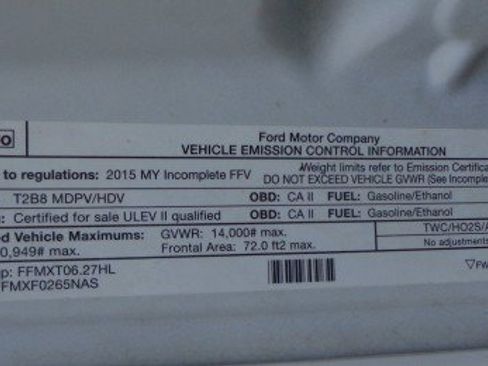 Ford Motor Company
VEHICLE EMISSION CONTROL INFORMATION
to regulations: 2015 MY Incomplete FFV
Weight limits refer to Emission Certifica
DO NOT EXCEED VEHICLE GVWR (See Incomple
T2B8 MDPV/HDV OBD: CA II FUEL: Gasoline/Ethanol
: Certified for sale ULEV II qualified OBD: CA II FUEL: Gasoline/Ethanol
d Vehicle Maximums: GVWR: 14,000# max. TWC/HO2S/A
0,949# max. Frontal Area: 72.0 ft2 max. No adjustments
p: FFMXT06.27HL
FMXF0265NAS
▽FW